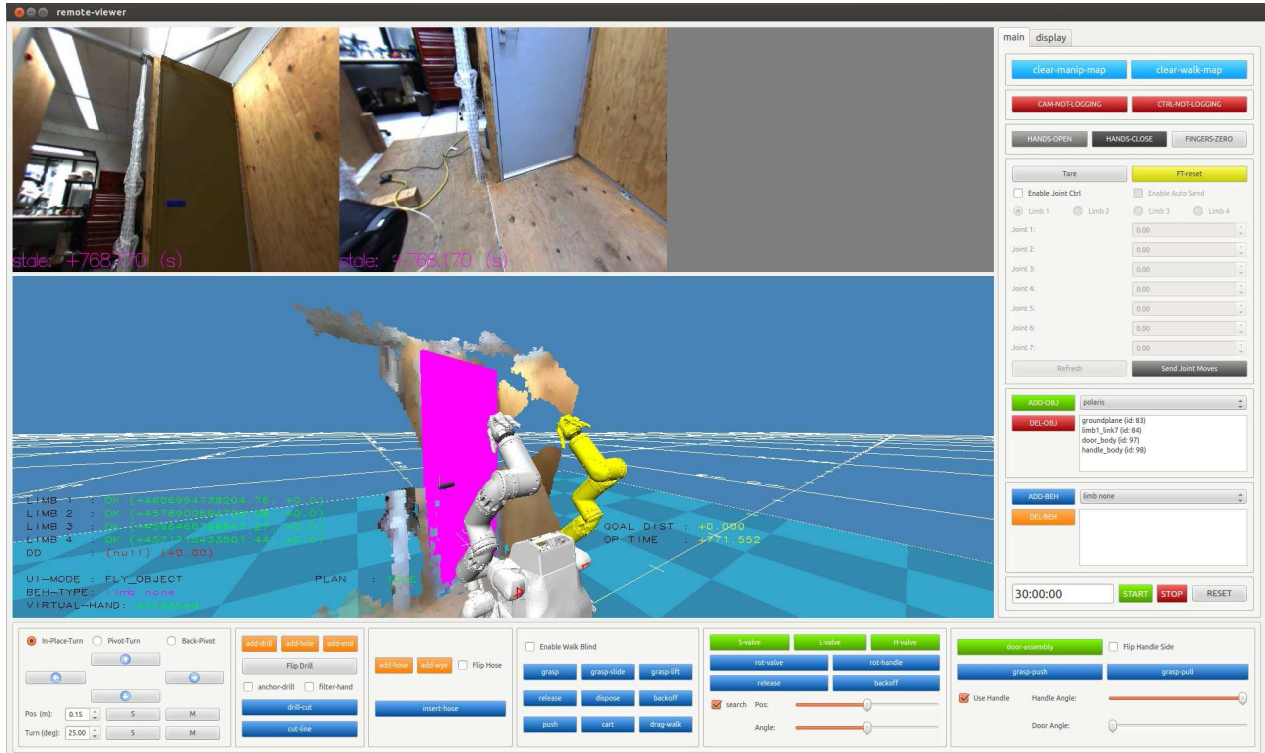 remote-viewer
main display
clear-manip-map clear-walk-map
CAM-NOT-LOGGING CTRL-NOT-LOGGING
HANDS-OPEN HANDS-CLOSE FINGERS-ZERO
Tare FT-reset
Enable Joint Ctrl Enable Auto Send
Limb 1 Limb 2 Limb 3 Limb 4
Joint 1: 0.00
Joint 2: 0.00
Joint 3: 0.00
Joint 4: 0.00
Joint 5: 0.00
Joint 6: 0.00
Joint 7: 0.00
Refresh Send Joint Moves
ADD-OBJ polaris
DEL-OBJ
groundplane (id: 83)
limb1_link7 (id: 84)
door_body (id: 97)
handle_body (id: 98)
ADD-BEH limb none
DEL-BEH
30:00:00 START STOP RESET
stale: +768.170 (s)
stale: +768.170 (s)
LIMB 1 : OK
LIMB 2 : OK
LIMB 3 : OK
LIMB 4 : OK
DD : (null) (+0.00)
GOAL DIST : +0.000
OP TIME : +771.552
UI-MODE : FLY_OBJECT PLAN :
BEH-TYPE: limb none
VIRTUAL-HAND: attached
In-Place-Turn Pivot-Turn Back-Pivot
Pos (m): 0.15 S M
Turn (deg): 25.00 S M
add-drill add-hole add-end
Flip Drill
anchor-drill filter-hand
drill-cut
cut-line
add-hose add-wye Flip Hose
insert-hose
Enable Walk Blind
grasp grasp-slide grasp-lift
release dispose backoff
push cart drag-walk
S-valve L-valve H-valve
rot-valve rot-handle
release backoff
search Pos:
Angle:
door-assembly Flip Handle Side
grasp-push grasp-pull
Use Handle Handle Angle:
Door Angle: